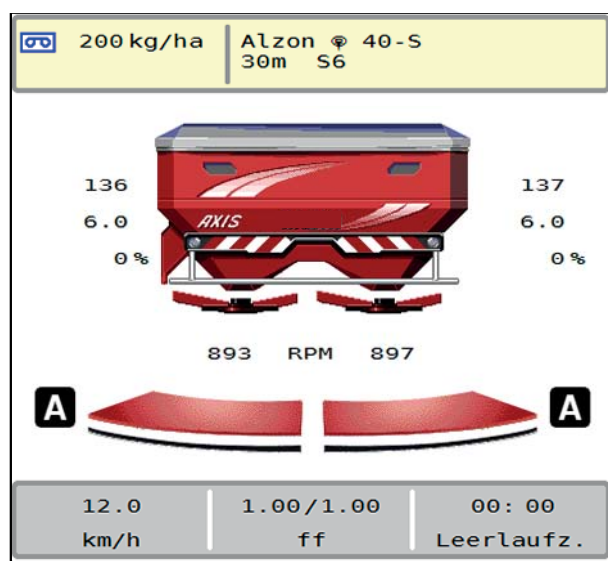 200 kg/ha
Alzon 40-S
30m S6
136
137
6.0
6.0
0%
0%
AXIS
893 RPM 897
A
A
12.0
1.00/1.00
00:00
km/h
ff
Leerlaufz.